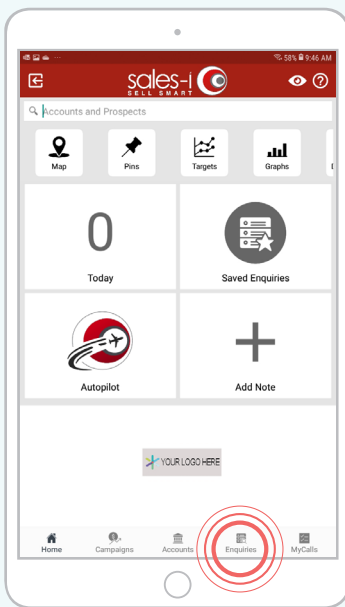 58% 9:46 AM
sales-i
SELL SMART
Accounts and Prospects
Map Pins Targets Graphs
0
Today Saved Enquiries
Autopilot Add Note
YOUR LOGO HERE
Home Campaigns Accounts Enquiries MyCalls